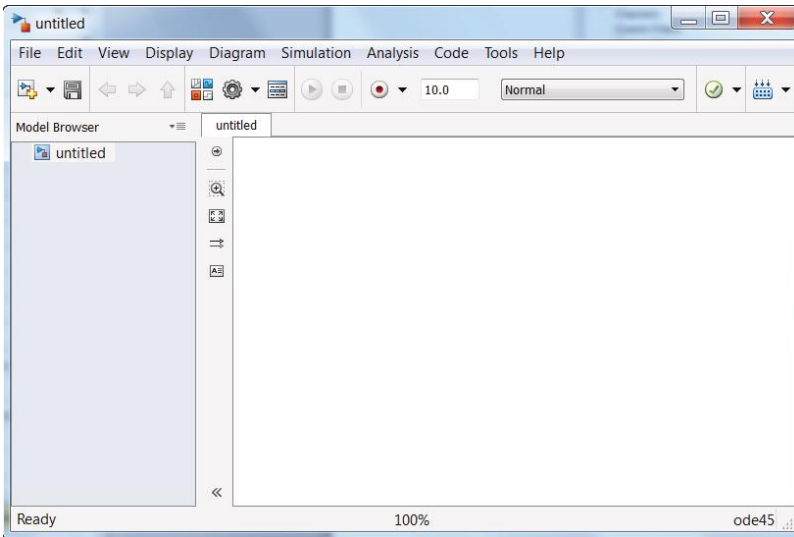 untitled
File Edit View Display Diagram Simulation Analysis Code Tools Help
10.0 Normal
Model Browser untitled
untitled
Ready 100% ode45